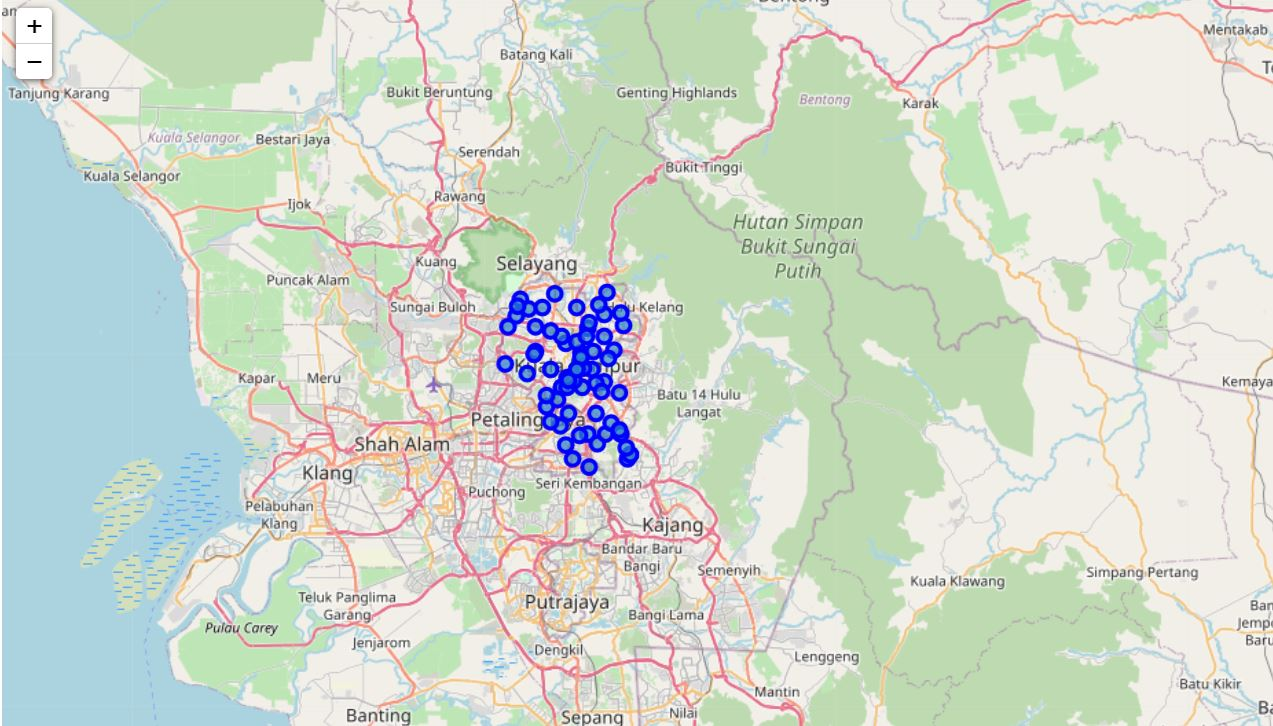 +
−
Batang Kali
Mentakab
Tanjung Karang
Bukit Beruntung
Genting Highlands
Bentong
Karak
Kuala Selangor
Bestari Jaya
Serendah
Kuala Selangor
Bukit Tinggi
Ijok
Rawang
Hutan Simpan
Bukit Sungai
Putih
Kuang
Selayang
Puncak Alam
Sungai Buloh
Kelang
Kapar
Meru
Batu 14 Hulu
Langat
Kemaya
Petaling
Shah Alam
Klang
Seri Kembangan
Puchong
Pelabuhan
Klang
Kajang
Bandar Baru
Bangi
Semenyih
Kuala Klawang
Simpang Pertang
Teluk Panglima
Garang
Putrajaya
Bangi Lama
Pulau Carey
Jenjarom
Dengkil
Lenggeng
Batu Kikir
Mantin
Banting
Sepang
Nilai